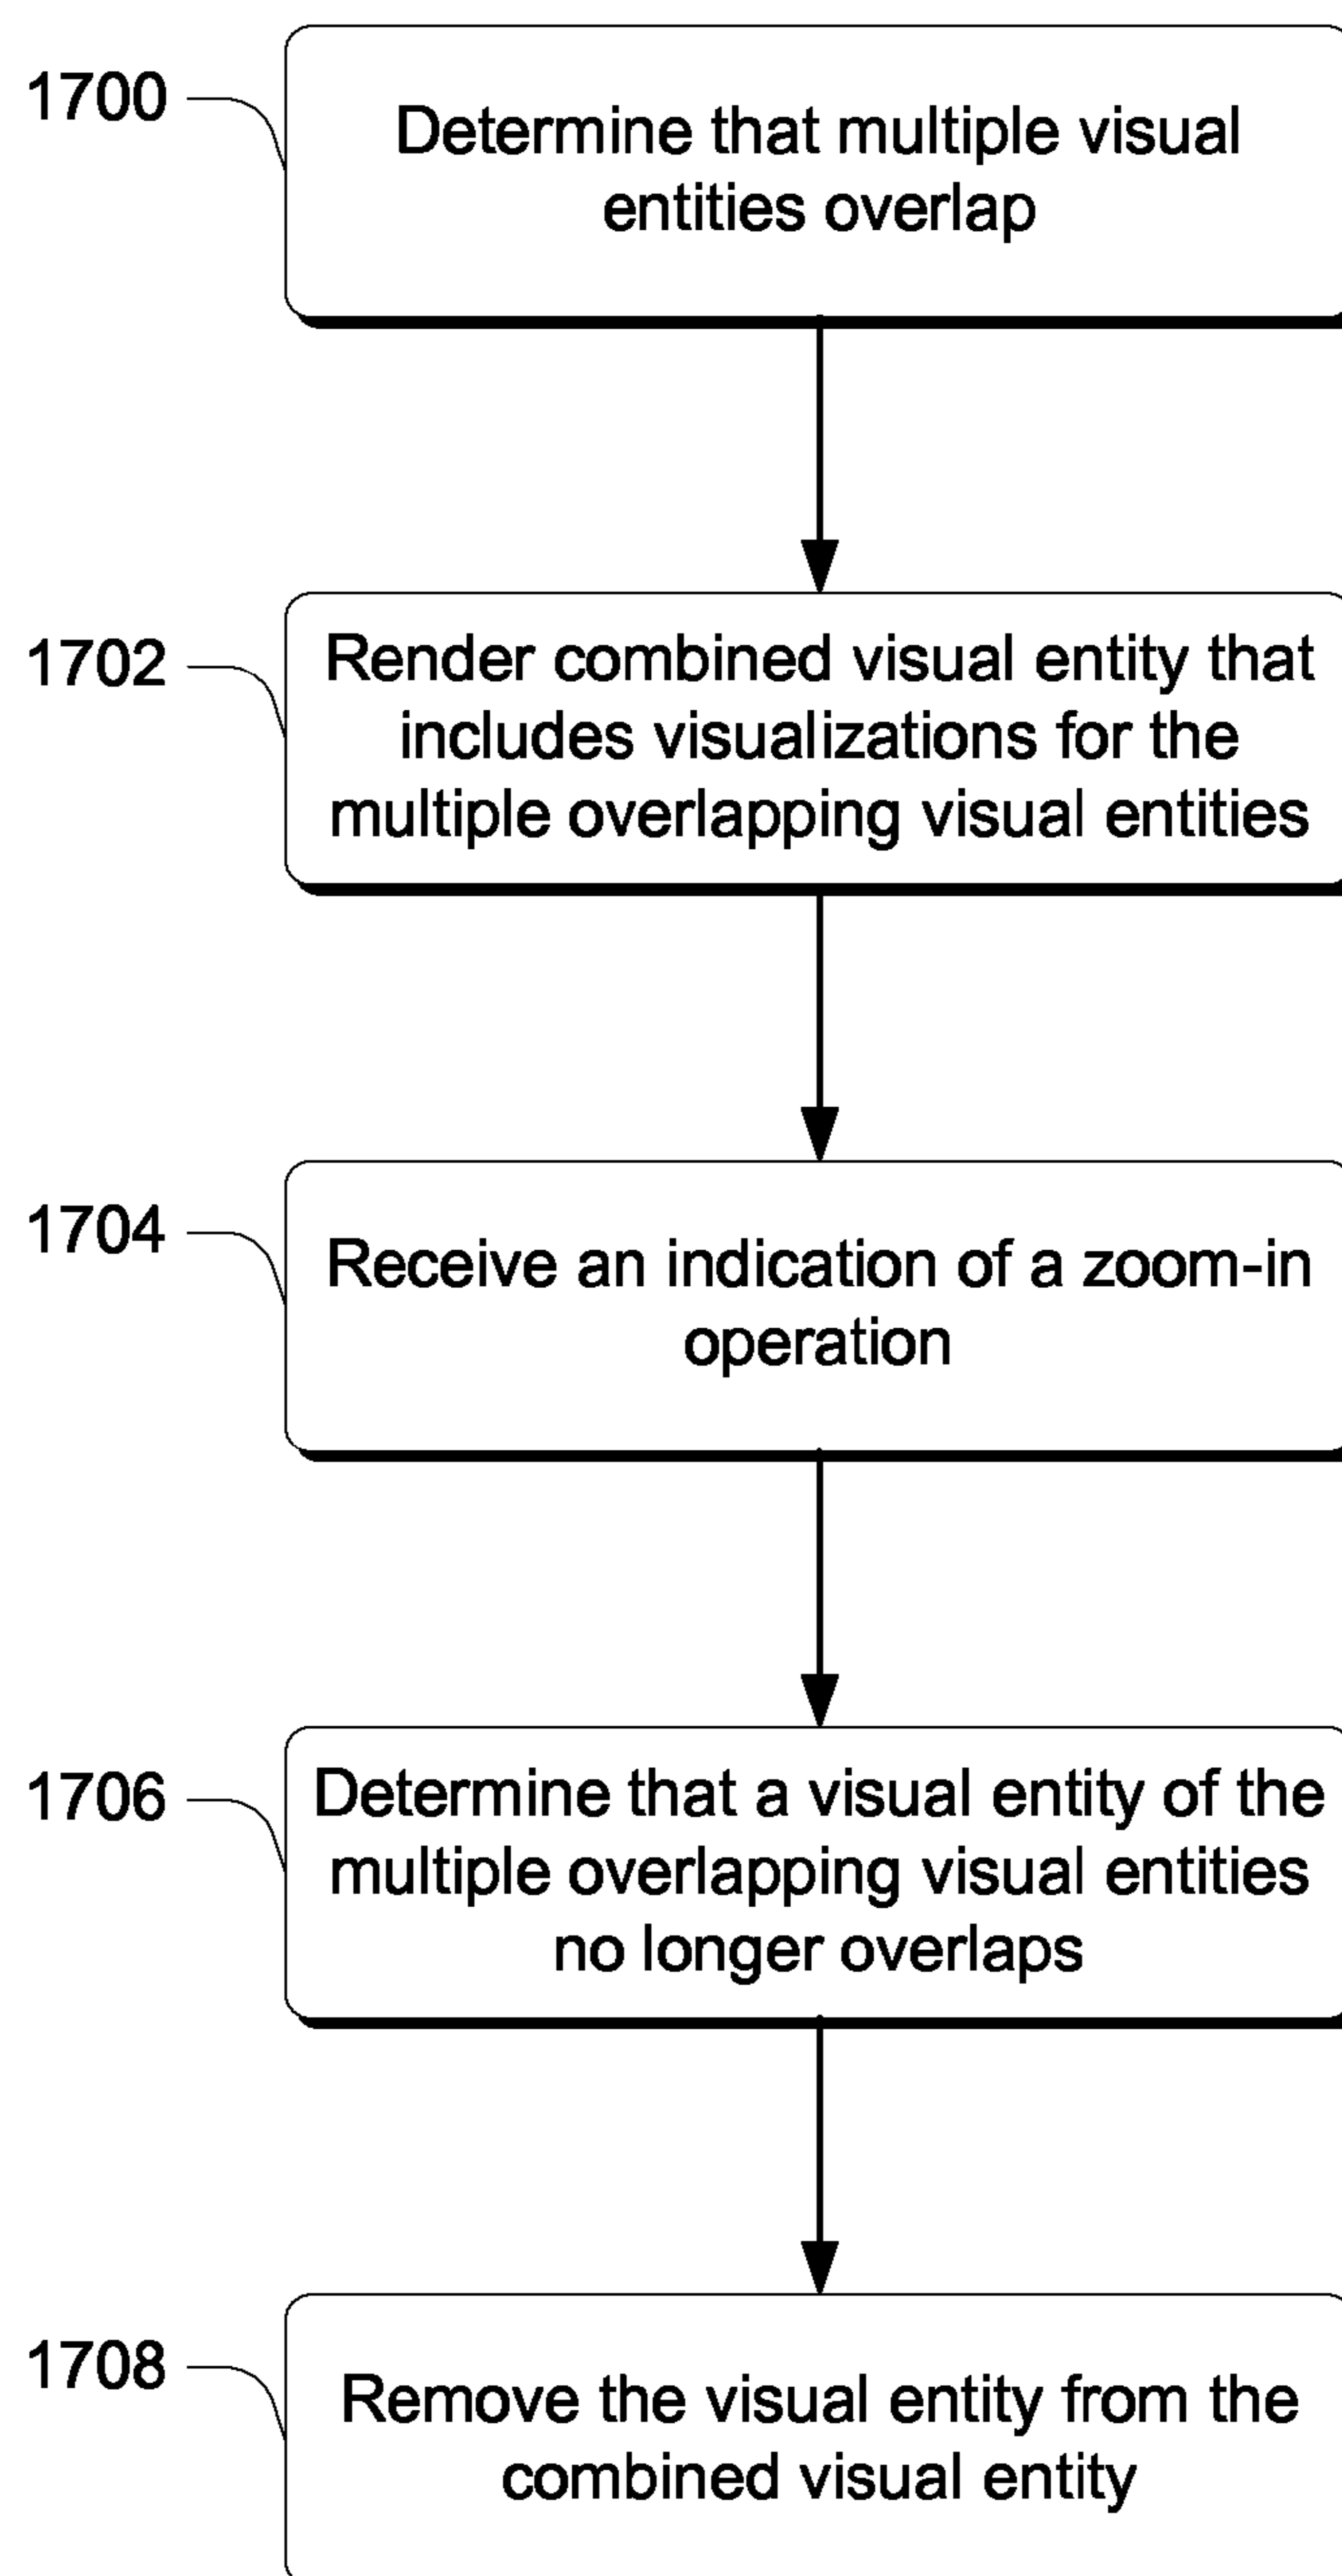 1700
Determine that multiple visual
entities overlap
1702
Render combined visual entity that
includes visualizations for the
multiple overlapping visual entities
1704
Receive an indication of a zoom-in
operation
1706
Determine that a visual entity of the
multiple overlapping visual entities
no longer overlaps
1708
Remove the visual entity from the
combined visual entity